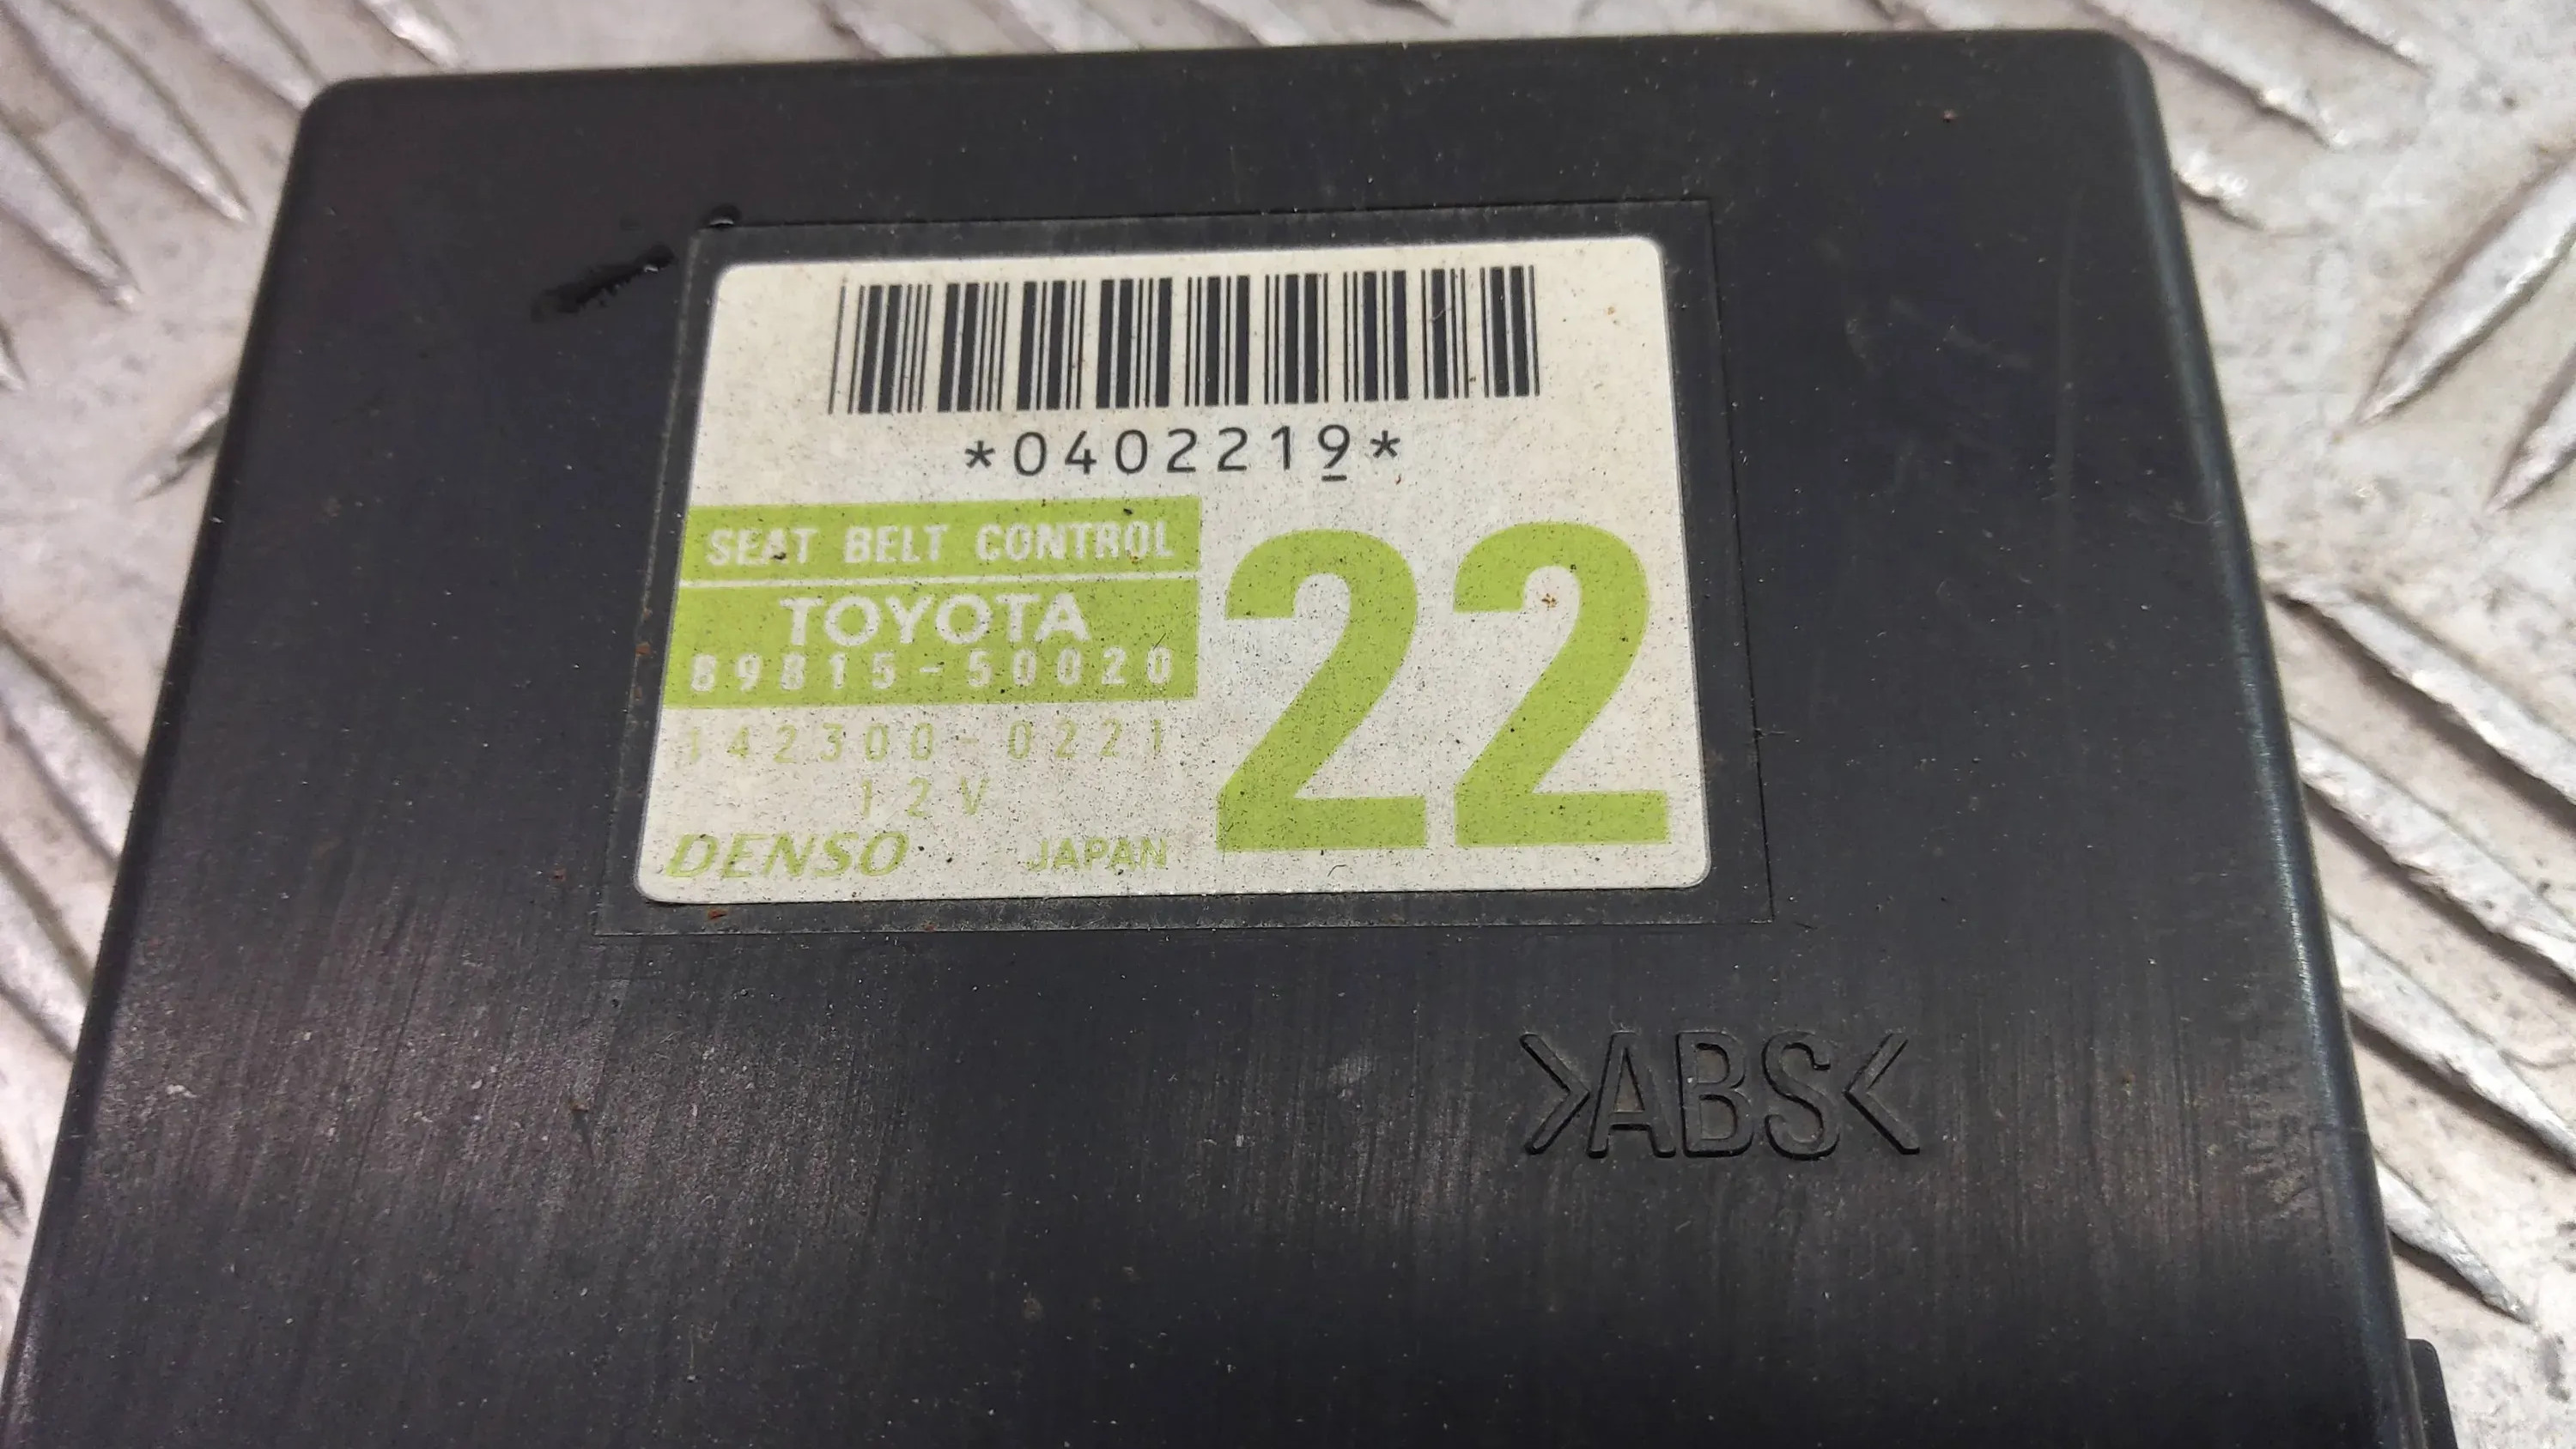 *0402219*
SEAT BELT CONTROL
TOYOTA
89815-50020
142300-0221
12V
DENSO JAPAN
22
>ABS<